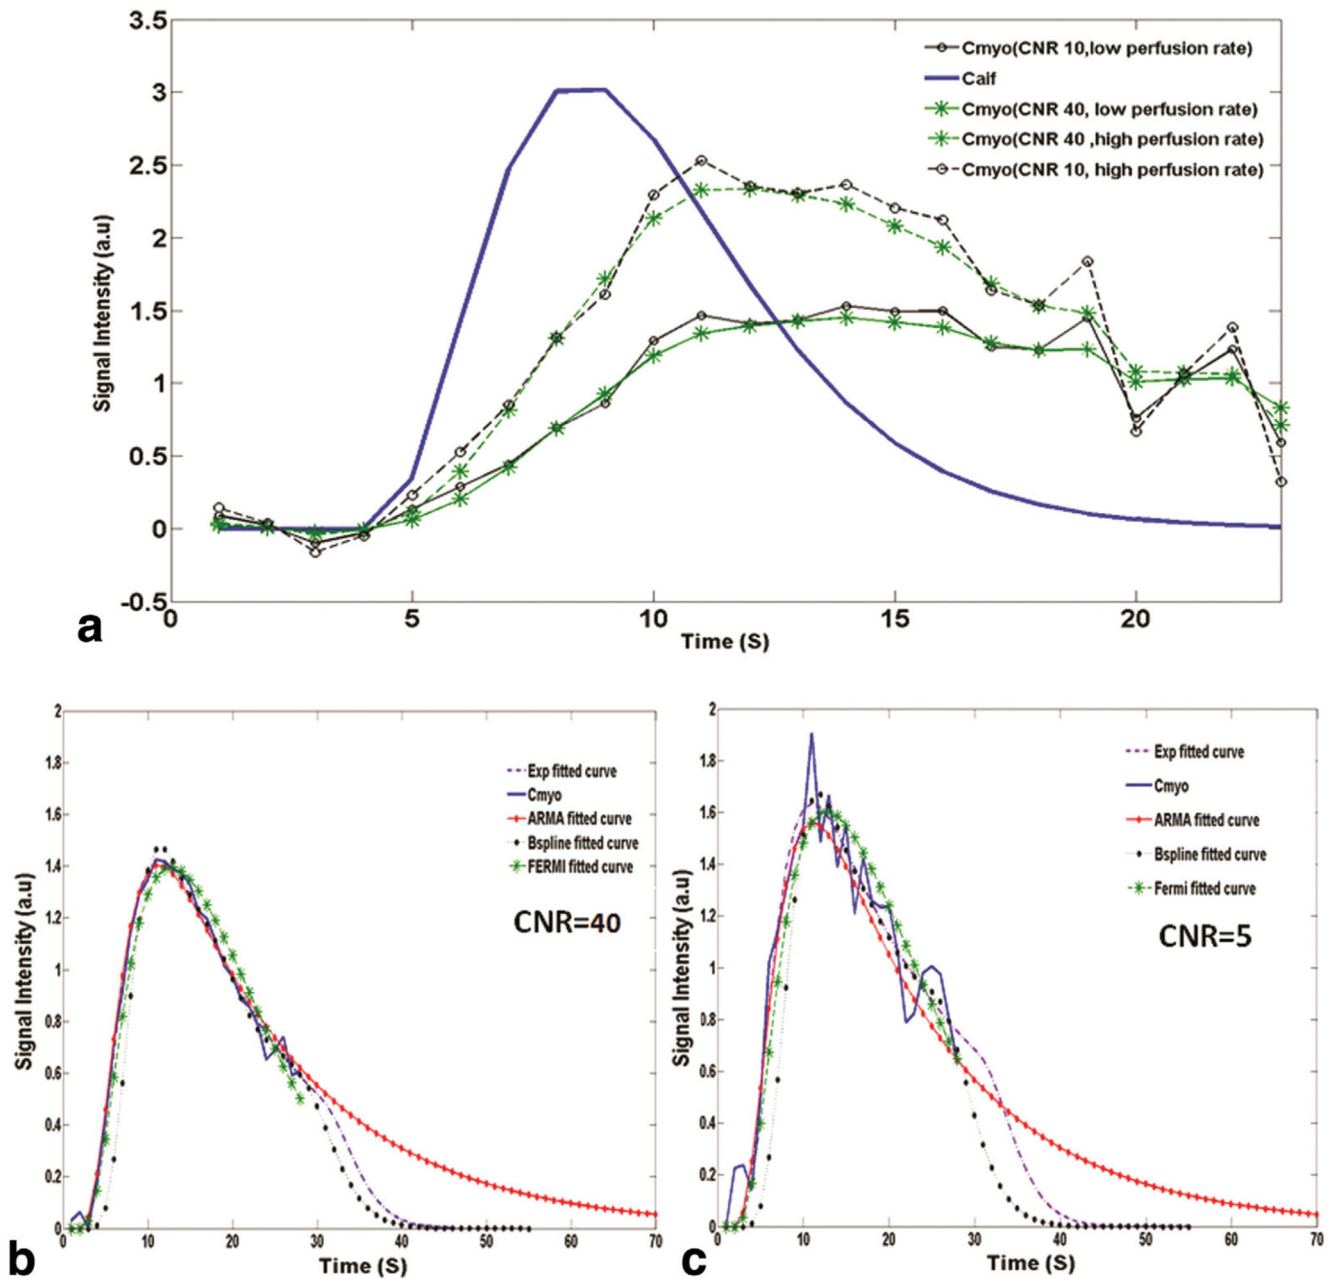 3.5
3
2.5
2
1.5
1
0.5
0
-0.5
Signal Intensity (a.u)
Cmyo(CNR 10,low perfusion rate)
Caif
Cmyo(CNR 40, low perfusion rate)
Cmyo(CNR 40 ,high perfusion rate)
Cmyo(CNR 10, high perfusion rate)
0 5 10 15 20
Time (S)
a
2
1.8
1.6
1.4
1.2
1
0.8
0.6
0.4
0.2
0
Signal Intensity (a.u)
Exp fitted curve
Cmyo
ARMA fitted curve
Bspline fitted curve
FERMI fitted curve
CNR=40
0 10 20 30 40 50 60 70
Time (S)
b
2
1.8
1.6
1.4
1.2
1
0.8
0.6
0.4
0.2
0
Signal Intensity (a.u)
Exp fitted curve
Cmyo
ARMA fitted curve
Bspline fitted curve
Fermi fitted curve
CNR=5
0 10 20 30 40 50 60 70
Time (S)
c